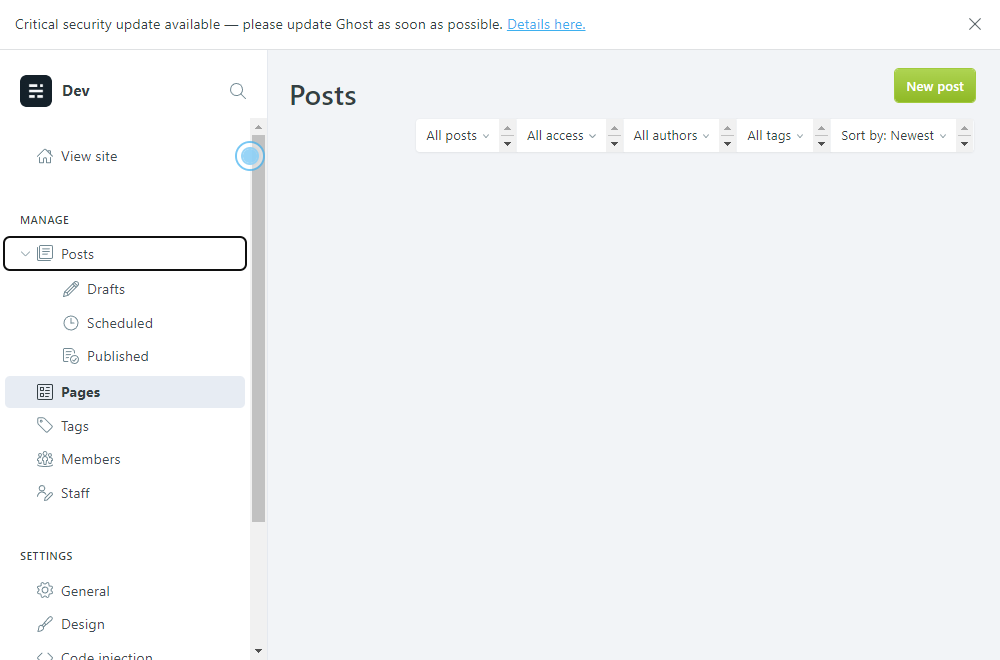 Critical security update available — please update Ghost as soon as possible. Details here.
Dev
Posts
New post
All posts
All access
All authors
All tags
Sort by: Newest
View site
MANAGE
Posts
Drafts
Scheduled
Published
Pages
Tags
Members
Staff
SETTINGS
General
Design
Code injection